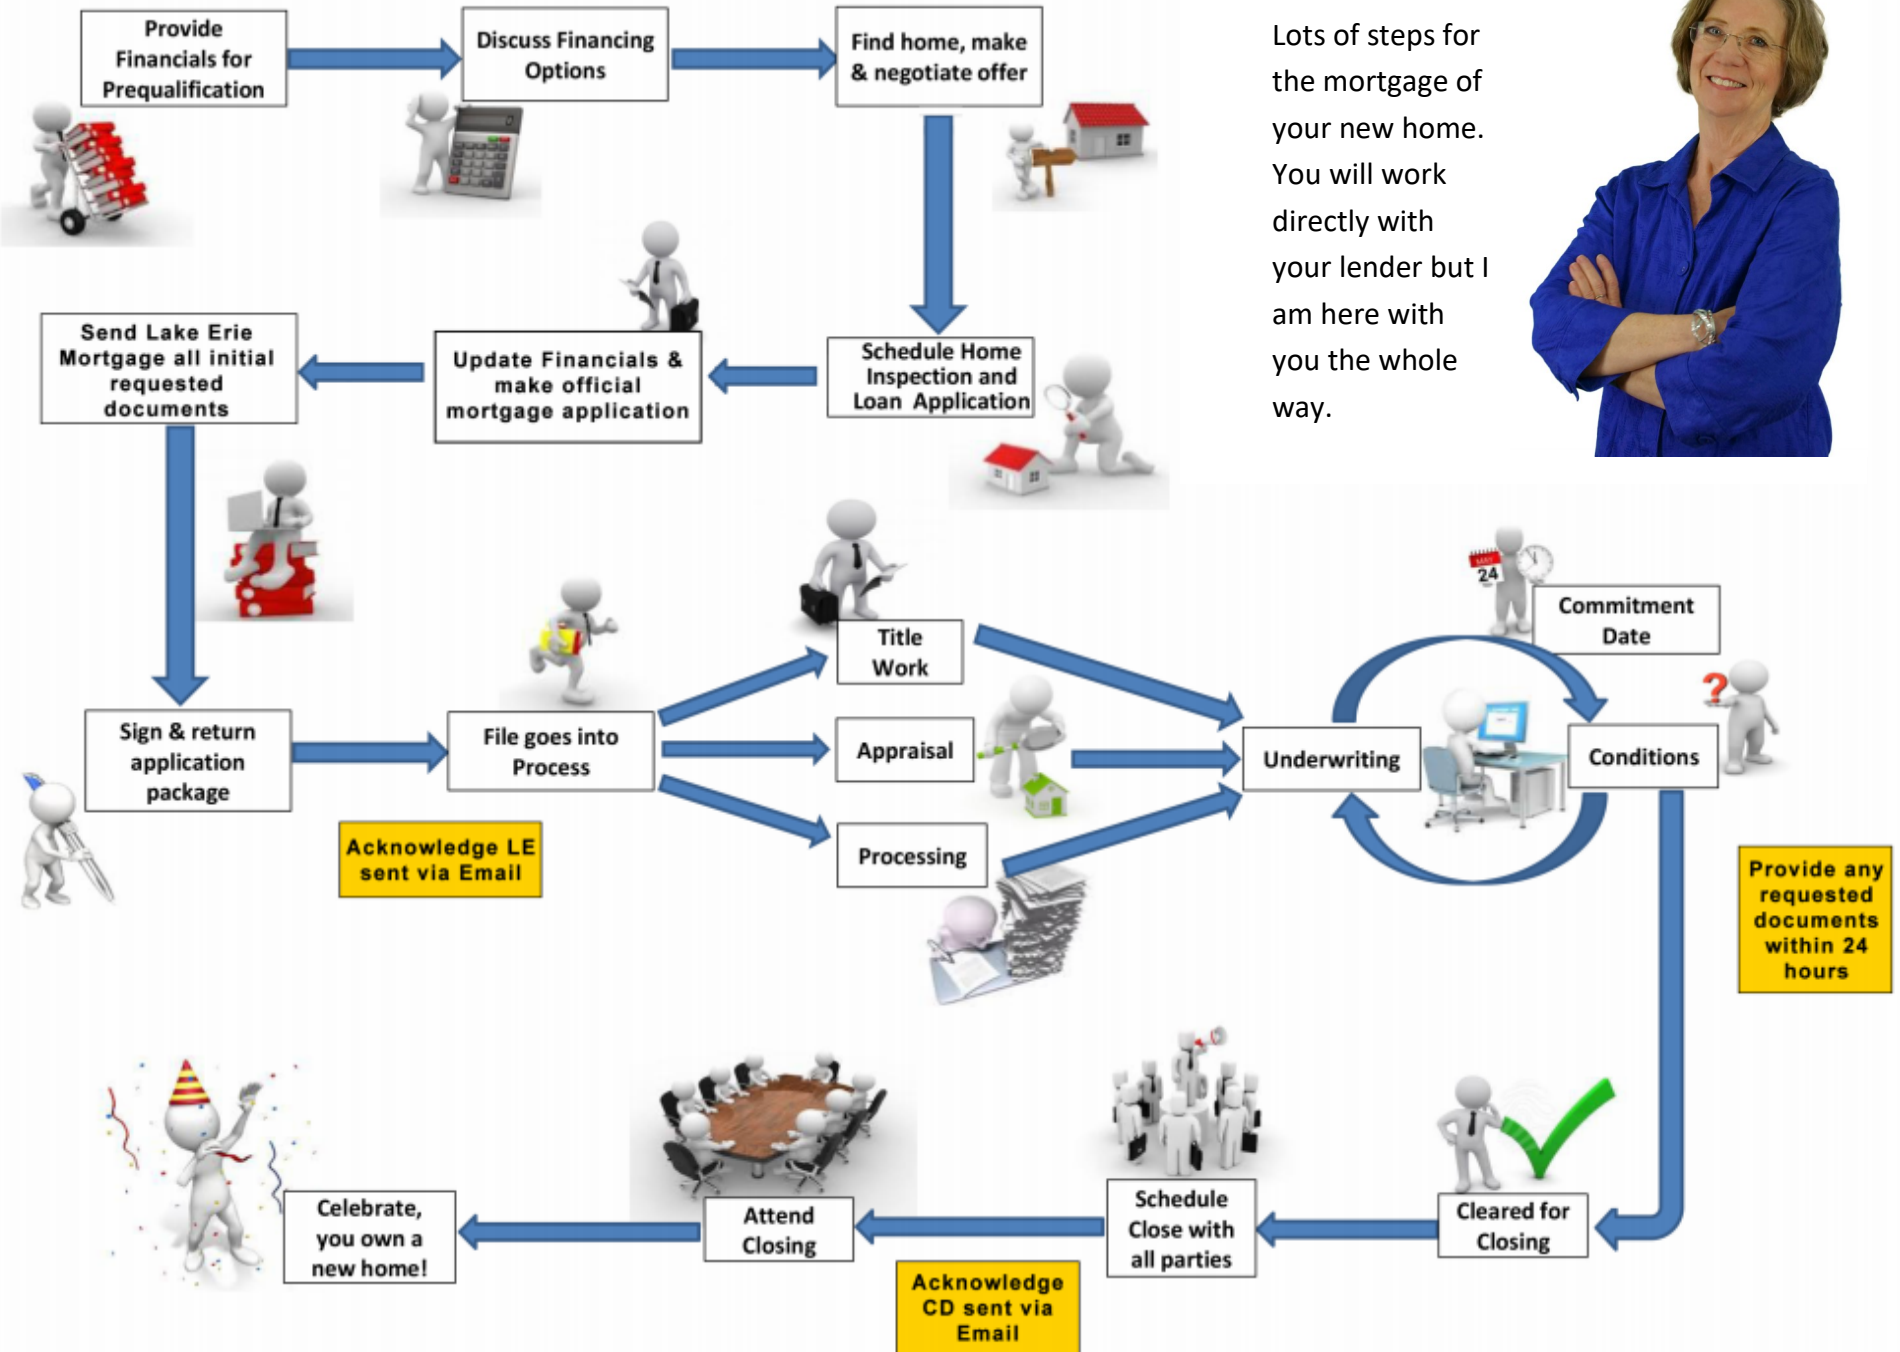 Provide
Financials for
Prequalification
Discuss Financing
Options
Find home, make
& negotiate offer
Lots of steps for
the mortgage of
your new home.
You will work
directly with
your lender but I
am here with
you the whole
way.
Send Lake Erie
Mortgage all initial
requested
documents
Update Financials &
make official
mortgage application
Schedule Home
Inspection and
Loan Application
Sign & return
application
package
File goes into
Process
Acknowledge LE
sent via Email
Title
Work
Appraisal
Processing
Underwriting
MAY
24
Commitment
Date
?
Conditions
Provide any
requested
documents
within 24
hours
Celebrate,
you own a
new home!
Attend
Closing
Acknowledge
CD sent via
Email
Schedule
Close with
all parties
Cleared for
Closing
0